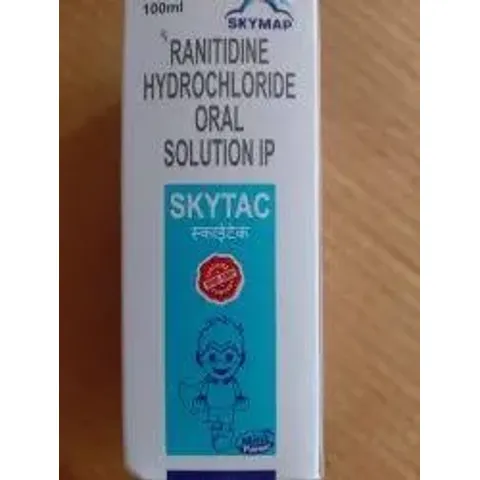 100ml
SKYMAP
RANITIDINE
HYDROCHLORIDE
ORAL
SOLUTION IP
SKYTAC
स्काईटेक